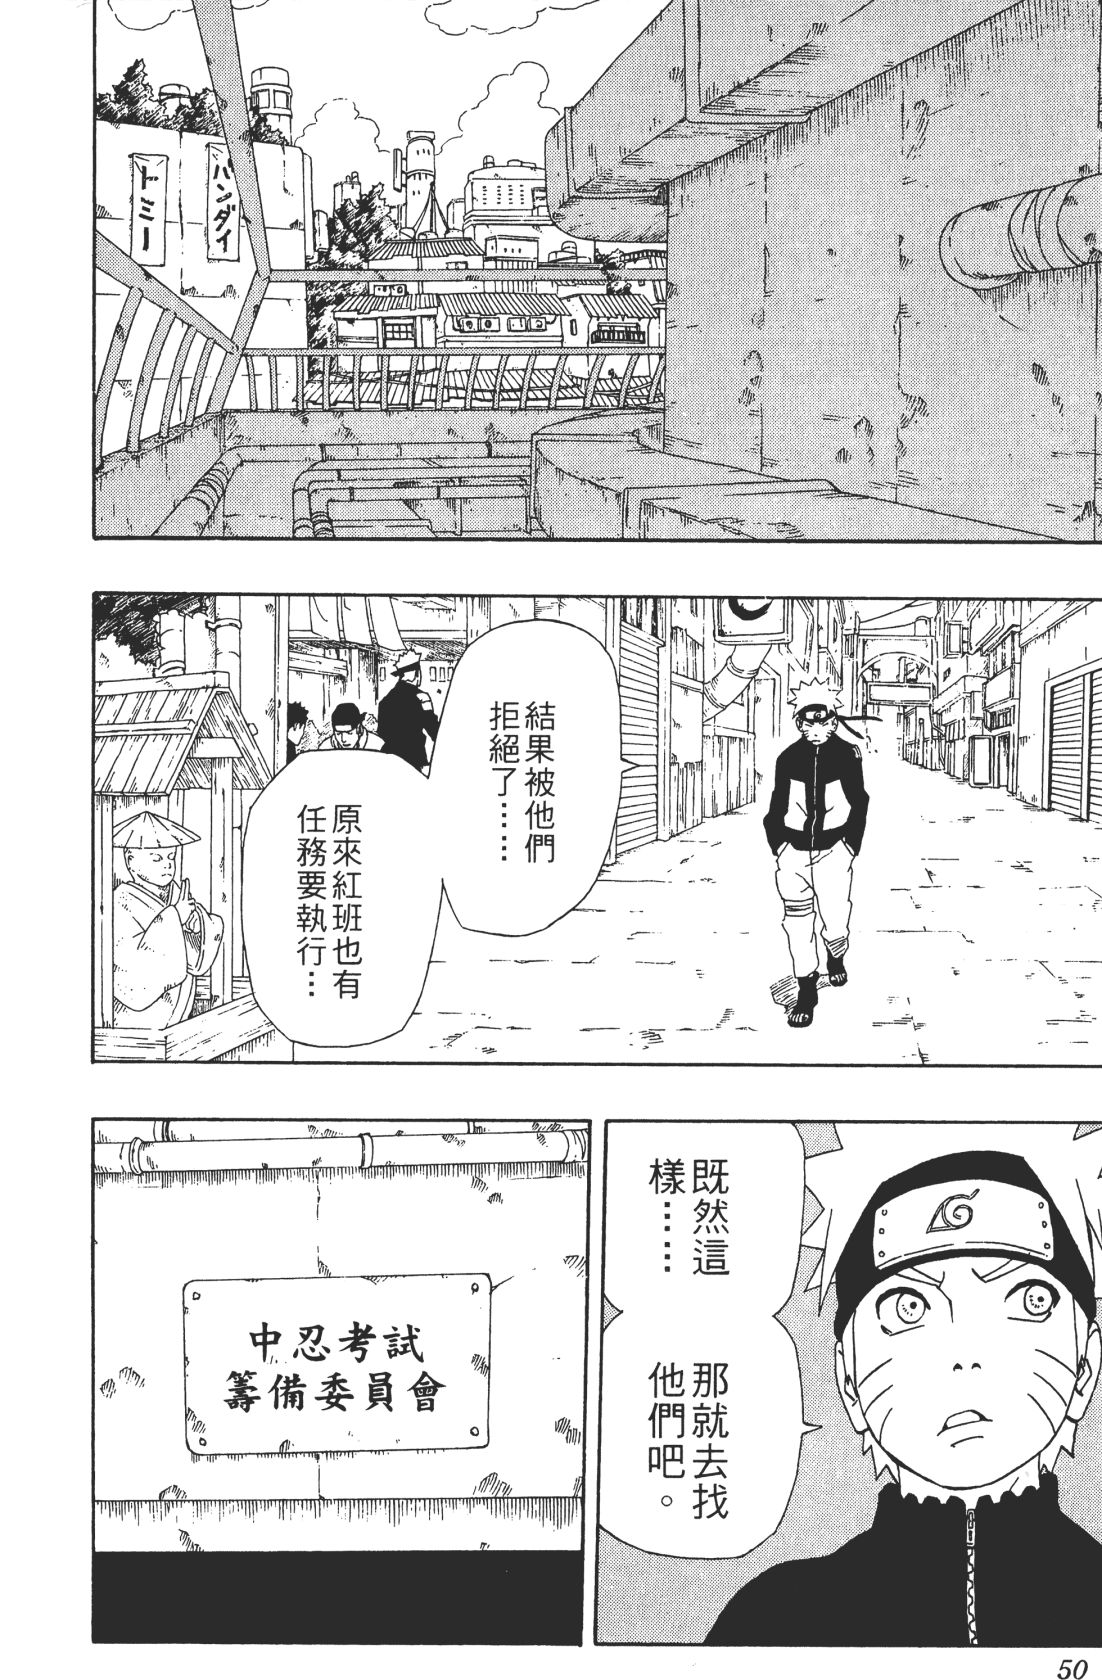 バンダイ
トミー
結果被他們
拒絕了……
原來紅班也有
任務要執行…
既然這
樣……
那就去找
他們吧。
中忍考試
籌備委員會
50